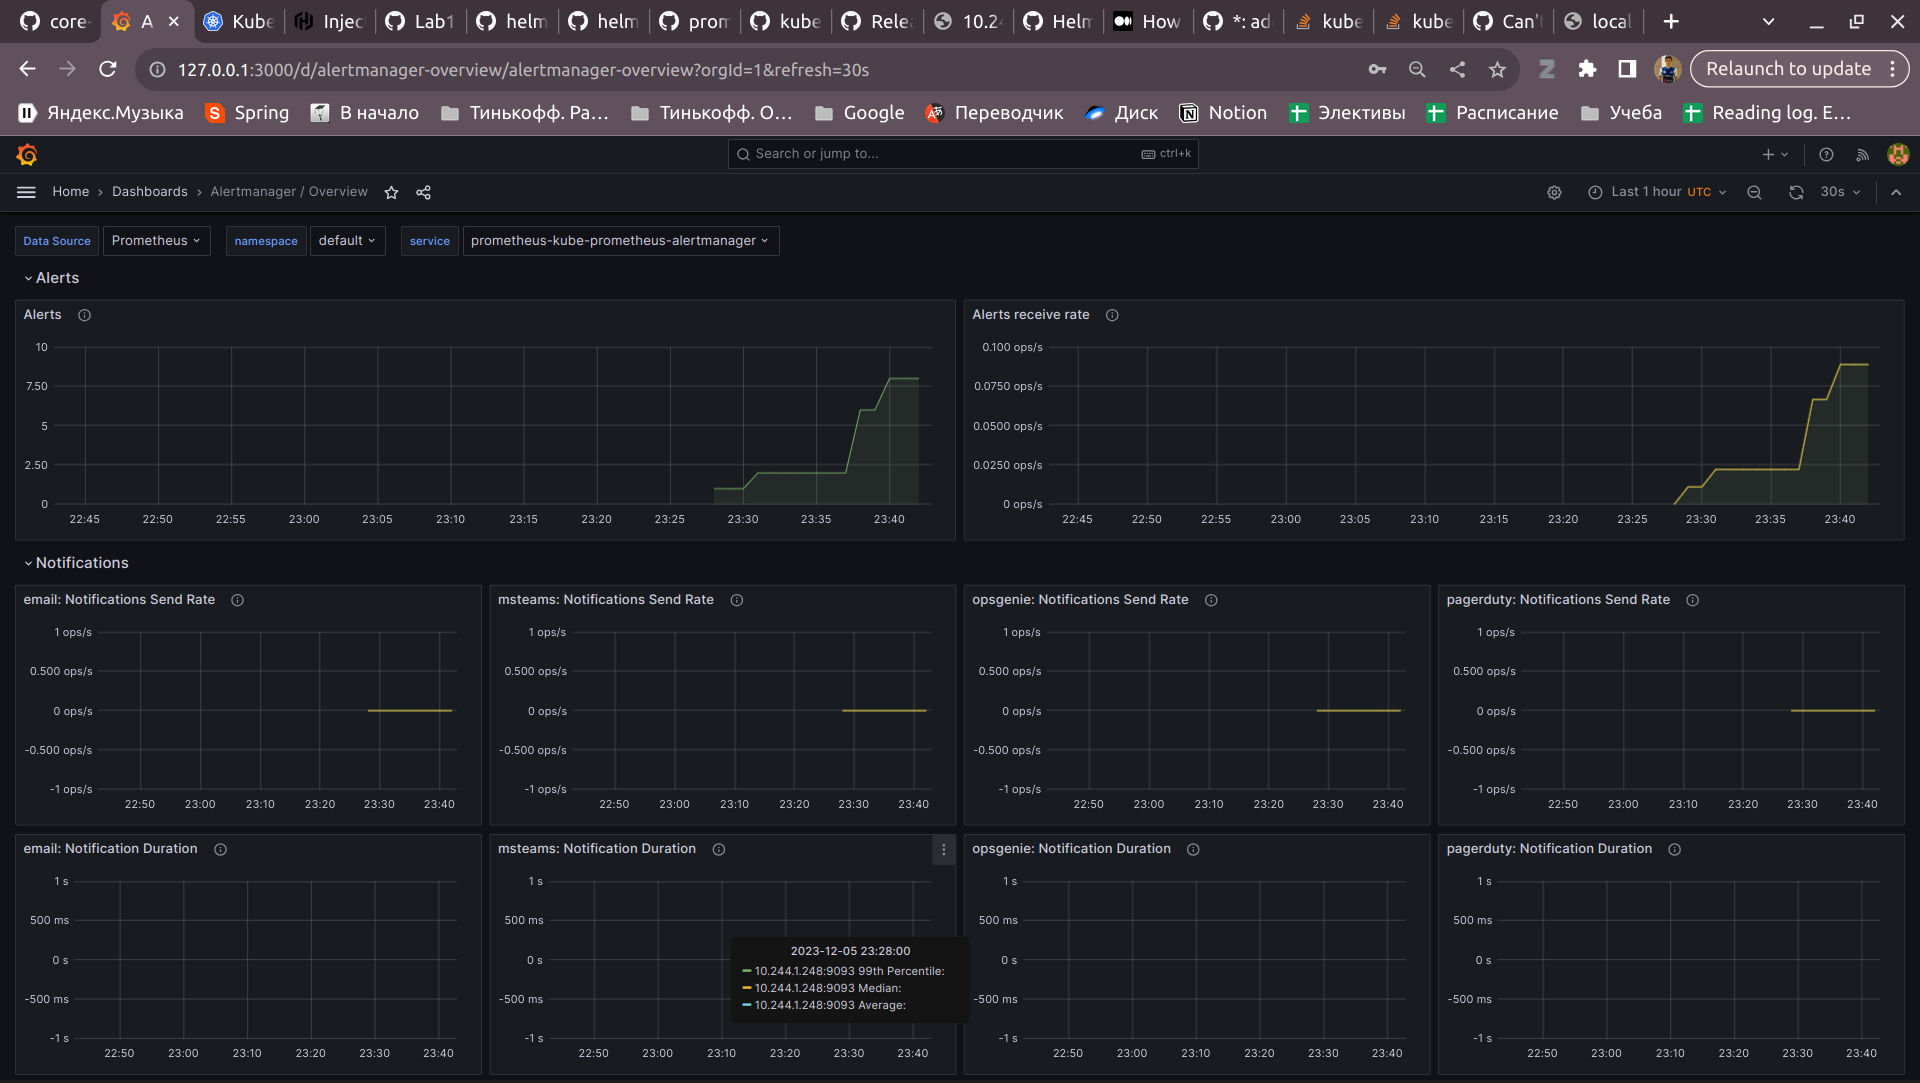 core- A Kube Injec Lab1 helm helm prom kube Relea 10.24 Helm How *: ad kube kube Can't local
127.0.0.1:3000/d/alertmanager-overview/alertmanager-overview?orgId=1&refresh=30s Relaunch to update
Яндекс.Музыка Spring В начало Тинькофф. Ра... Тинькофф. О... Google Переводчик Диск Notion Элективы Расписание Учеба Reading log. E...
Search or jump to... ctrl+k
Home › Dashboards › Alertmanager / Overview Last 1 hour UTC 30s
Data Source Prometheus namespace default service prometheus-kube-prometheus-alertmanager
Alerts
Alerts
10
7.50
5
2.50
0
22:45 22:50 22:55 23:00 23:05 23:10 23:15 23:20 23:25 23:30 23:35 23:40
Alerts receive rate
0.100 ops/s
0.0750 ops/s
0.0500 ops/s
0.0250 ops/s
0 ops/s
22:45 22:50 22:55 23:00 23:05 23:10 23:15 23:20 23:25 23:30 23:35 23:40
Notifications
email: Notifications Send Rate
1 ops/s
0.500 ops/s
0 ops/s
-0.500 ops/s
-1 ops/s
22:50 23:00 23:10 23:20 23:30 23:40
msteams: Notifications Send Rate
1 ops/s
0.500 ops/s
0 ops/s
-0.500 ops/s
-1 ops/s
22:50 23:00 23:10 23:20 23:30 23:40
opsgenie: Notifications Send Rate
1 ops/s
0.500 ops/s
0 ops/s
-0.500 ops/s
-1 ops/s
22:50 23:00 23:10 23:20 23:30 23:40
pagerduty: Notifications Send Rate
1 ops/s
0.500 ops/s
0 ops/s
-0.500 ops/s
-1 ops/s
22:50 23:00 23:10 23:20 23:30 23:40
email: Notification Duration
1 s
500 ms
0 s
-500 ms
-1 s
22:50 23:00 23:10 23:20 23:30 23:40
msteams: Notification Duration
1 s
500 ms
0 s
-500 ms
-1 s
22:50 23:00 23:10 23:20 23:30 23:40
2023-12-05 23:28:00
10.244.1.248:9093 99th Percentile:
10.244.1.248:9093 Median:
10.244.1.248:9093 Average:
opsgenie: Notification Duration
1 s
500 ms
0 s
-500 ms
-1 s
22:50 23:00 23:10 23:20 23:30 23:40
pagerduty: Notification Duration
1 s
500 ms
0 s
-500 ms
-1 s
22:50 23:00 23:10 23:20 23:30 23:40